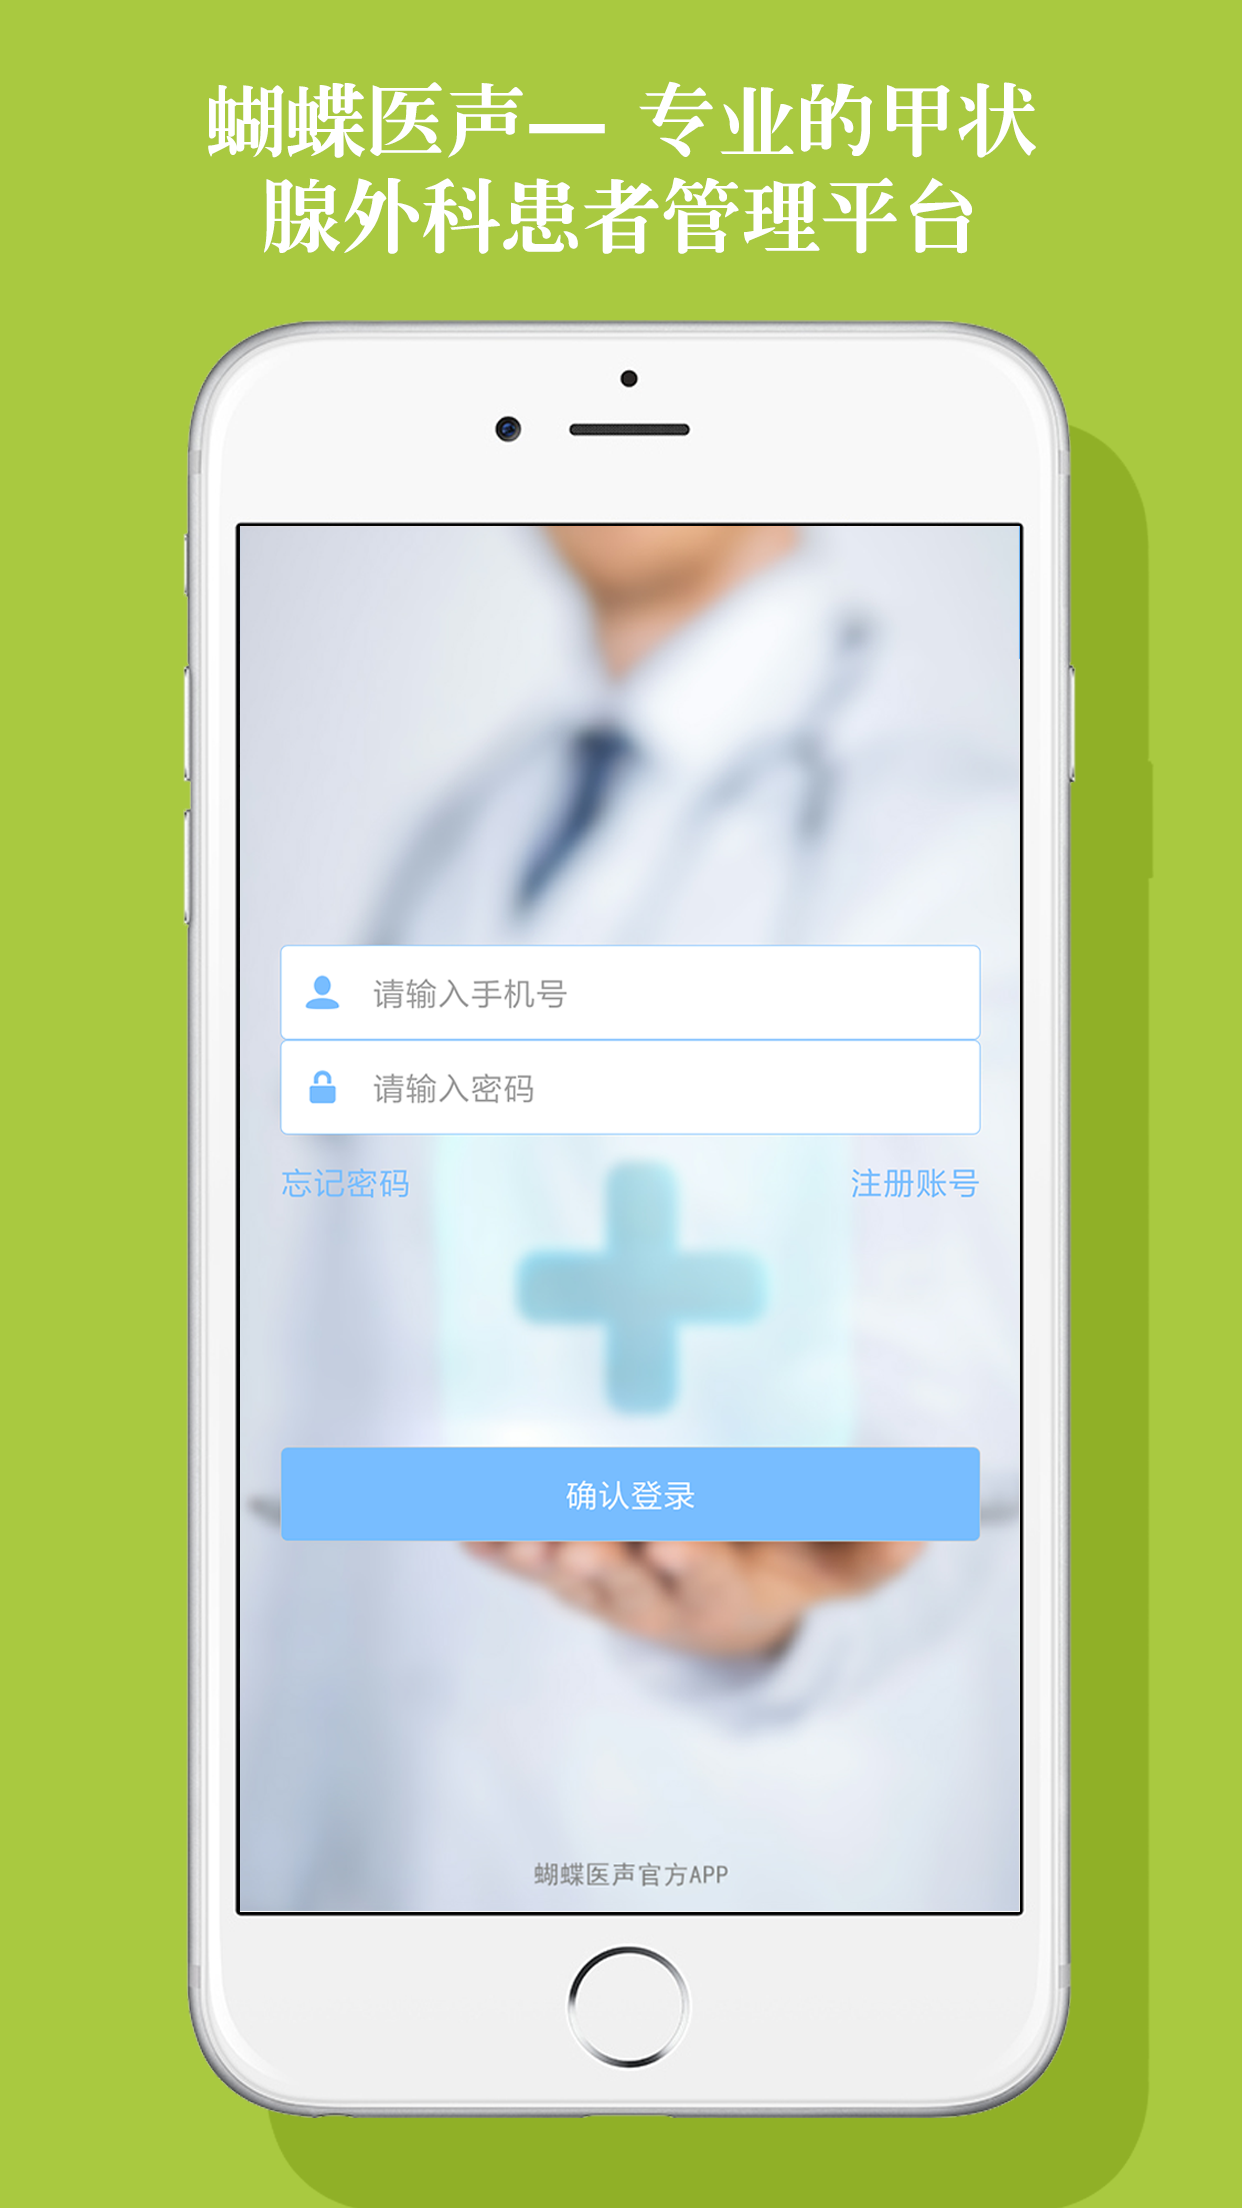 蝴蝶医声— 专业的甲状
腺外科患者管理平台
请输入手机号
请输入密码
忘记密码
注册账号
确认登录
蝴蝶医声官方APP